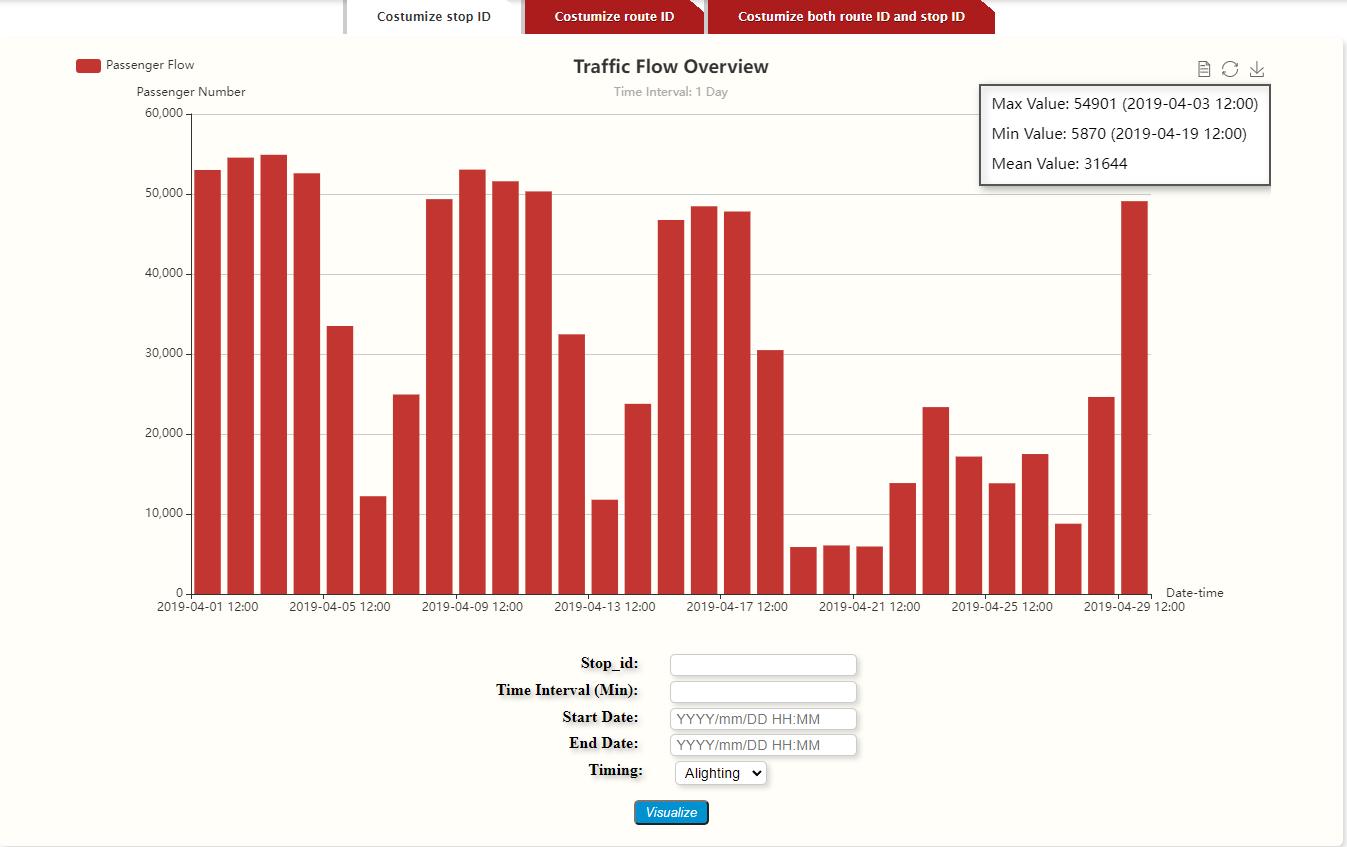 Costumize stop ID
Costumize route ID
Costumize both route ID and stop ID
Passenger Flow
Traffic Flow Overview
Time Interval: 1 Day
Passenger Number
Max Value: 54901 (2019-04-03 12:00)
Min Value: 5870 (2019-04-19 12:00)
Mean Value: 31644
60,000
50,000
40,000
30,000
20,000
10,000
0
2019-04-01 12:00
2019-04-05 12:00
2019-04-09 12:00
2019-04-13 12:00
2019-04-17 12:00
2019-04-21 12:00
2019-04-25 12:00
2019-04-29 12:00
Date-time
Stop_id:
Time Interval (Min):
Start Date: YYYY/mm/DD HH:MM
End Date: YYYY/mm/DD HH:MM
Timing: Alighting
Visualize